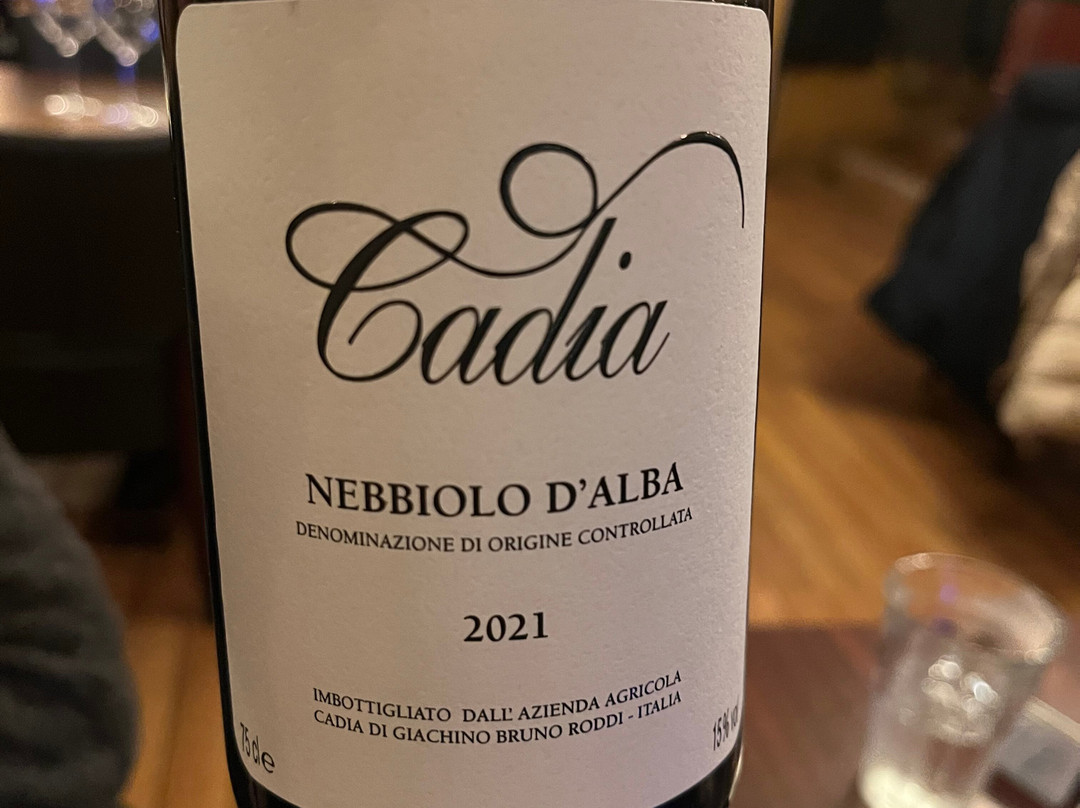 Cadia
NEBBIOLO D'ALBA
DENOMINAZIONE DI ORIGINE CONTROLLATA
2021
IMBOTTIGLIATO DALL' AZIENDA AGRICOLA
CADIA DI GIACHINO BRUNO RODDI - ITALIA
75 cl e
15% vol